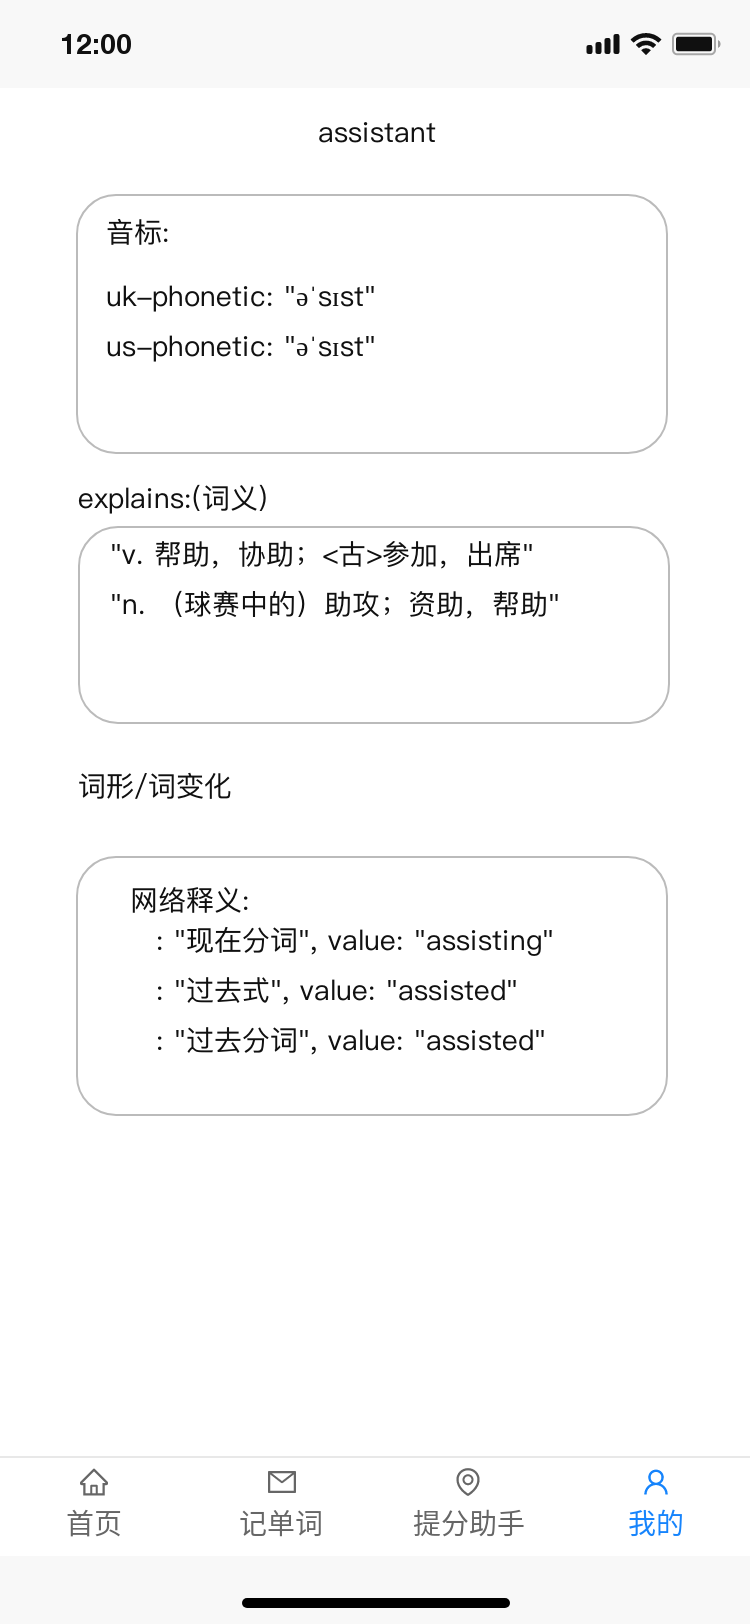 12:00
assistant
音标:
uk-phonetic: "ə'sɪst"
us-phonetic: "ə'sɪst"
explains:(词义)
"v. 帮助，协助；<古>参加，出席"
"n. （球赛中的）助攻；资助，帮助"
词形/词变化
网络释义:
: "现在分词", value: "assisting"
: "过去式", value: "assisted"
: "过去分词", value: "assisted"
首页 记单词 提分助手 我的